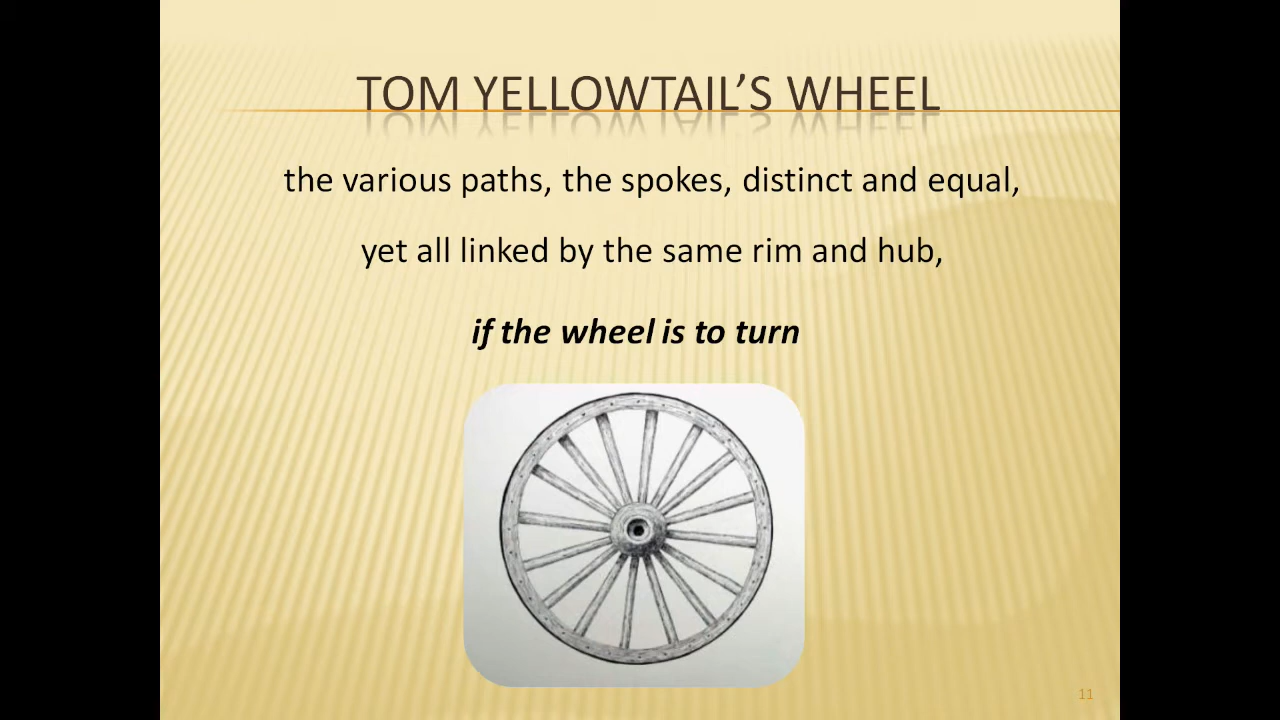 TOM YELLOWTAIL’S WHEEL
the various paths, the spokes, distinct and equal,
yet all linked by the same rim and hub,
if the wheel is to turn
11